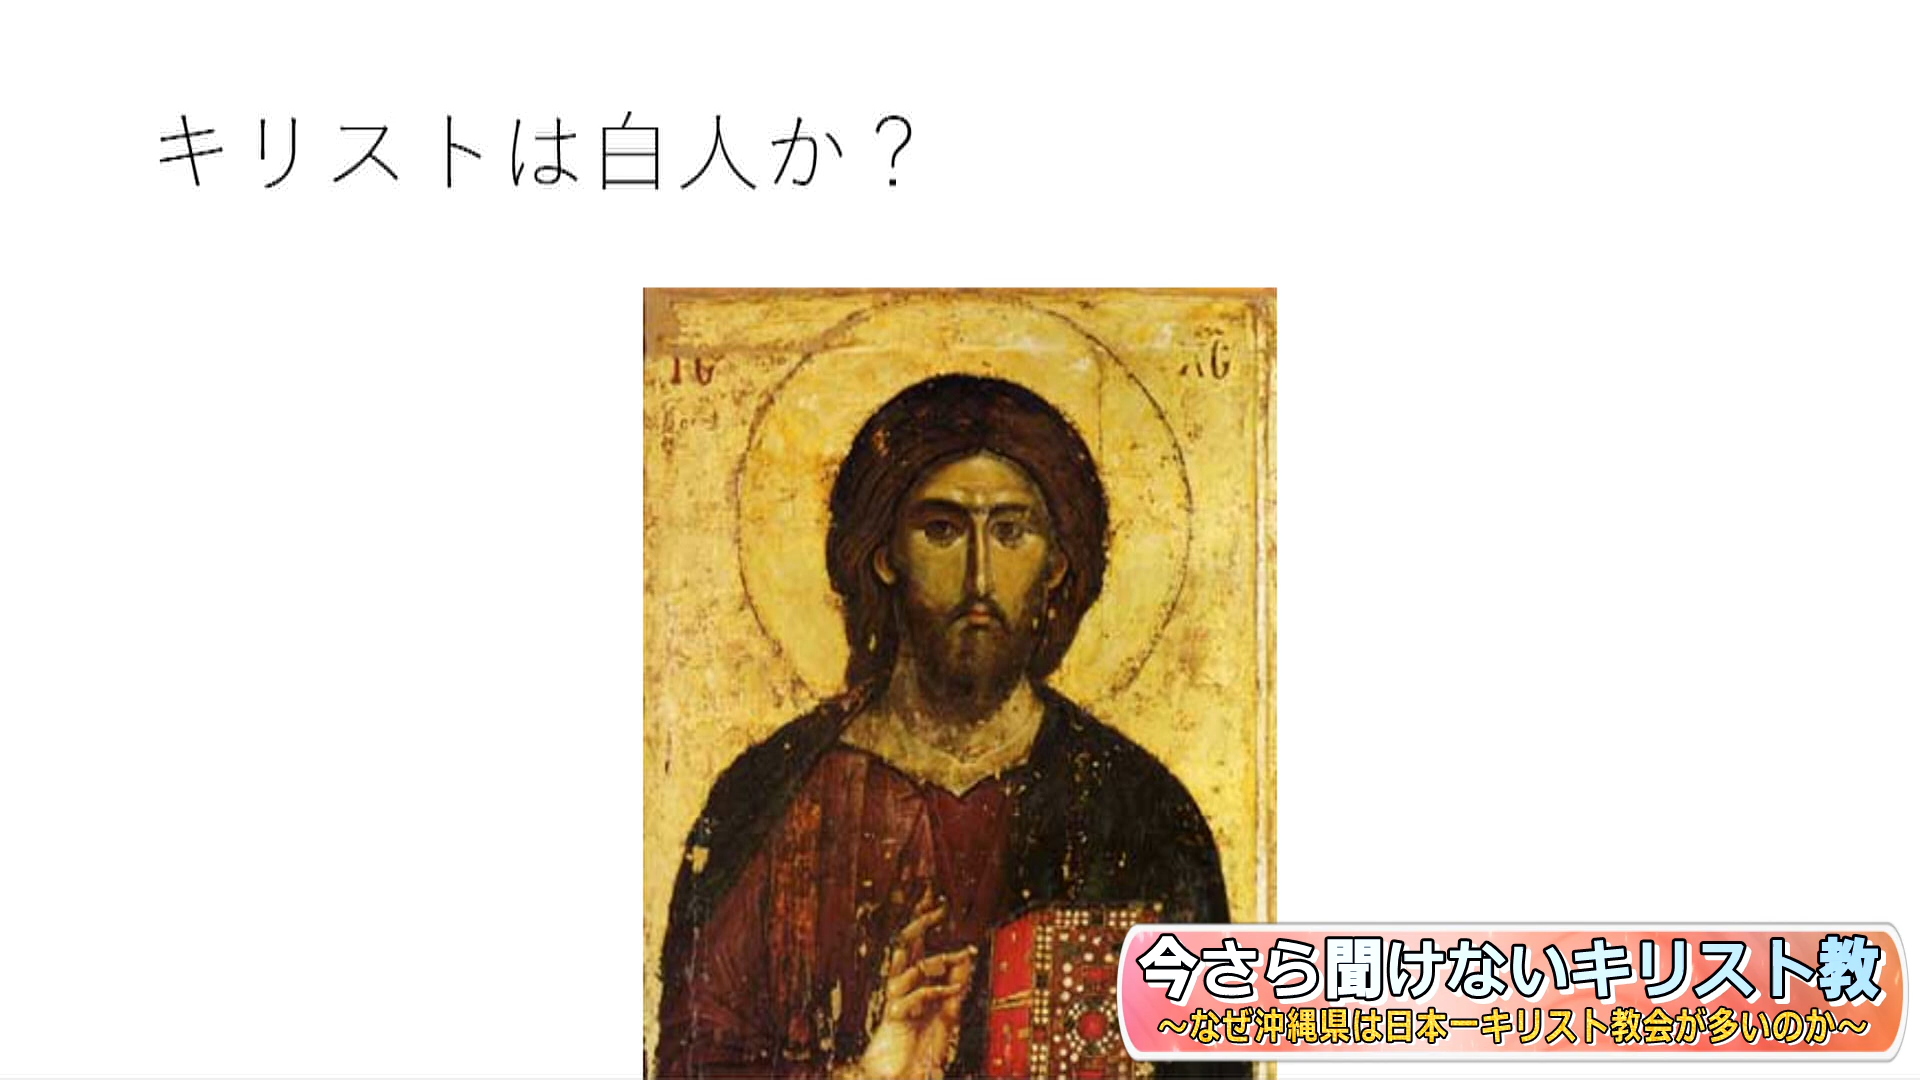 キリストは白人か？
今さら聞けないキリスト教
～なぜ沖縄県は日本一キリスト教会が多いのか～